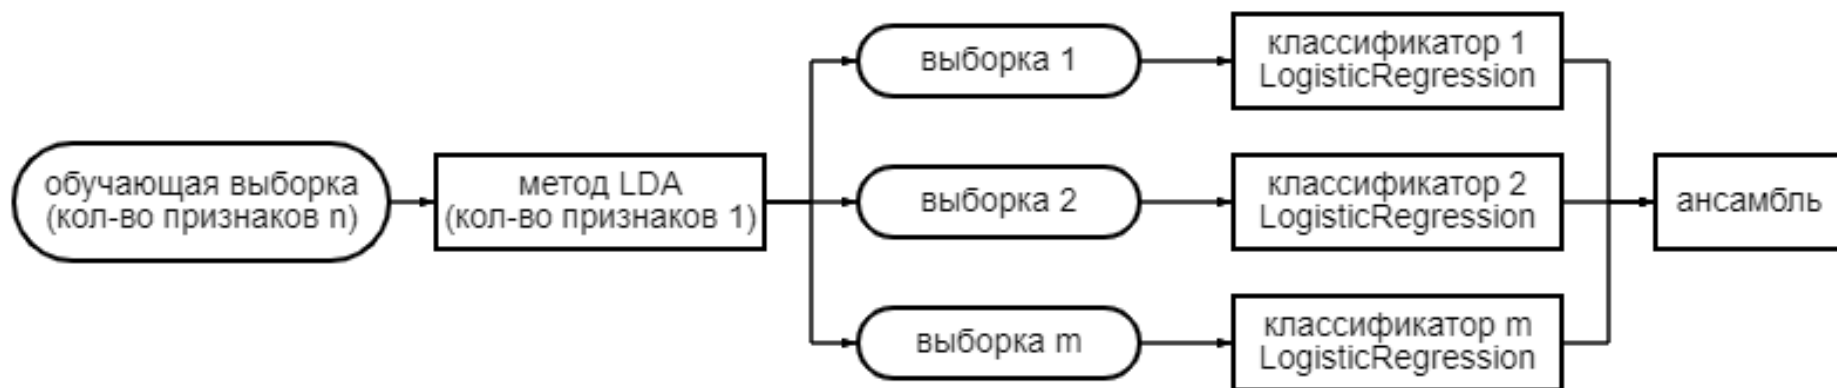 обучающая выборка
(кол-во признаков n)
метод LDA
(кол-во признаков 1)
выборка 1
классификатор 1
LogisticRegression
выборка 2
классификатор 2
LogisticRegression
выборка m
классификатор m
LogisticRegression
ансамбль